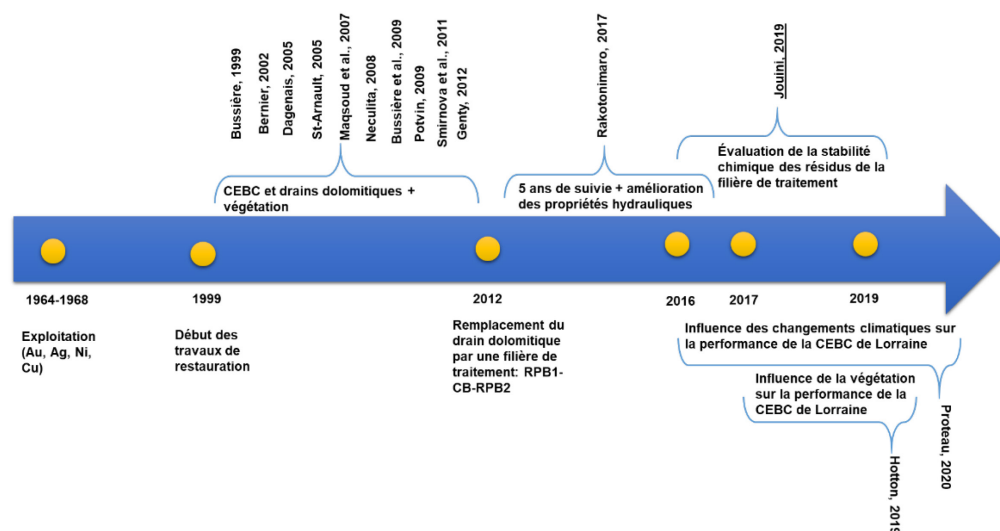 Bussière, 1999
Bernier, 2002
Dagenais, 2005
St-Arnault, 2005
Maqsoud et al., 2007
Neculita, 2008
Bussière et al., 2009
Potvin, 2009
Smirnova et al., 2011
Genty, 2012
Rakotonimaro, 2017
Jouini, 2019
CEBC et drains dolomitiques +
végétation
5 ans de suivie + amélioration
des propriétés hydrauliques
Évaluation de la stabilité
chimique des résidus de la
filière de traitement
1964-1968
Exploitation
(Au, Ag, Ni,
Cu)
1999
Début des
travaux de
restauration
2012
Remplacement du
drain dolomitique
par une filière de
traitement: RPB1-
CB-RPB2
2016
2017
2019
Influence des changements climatiques sur
la performance de la CEBC de Lorraine
Influence de la végétation
sur la performance de la
CEBC de Lorraine
Proteau, 2020
Hotton, 2019